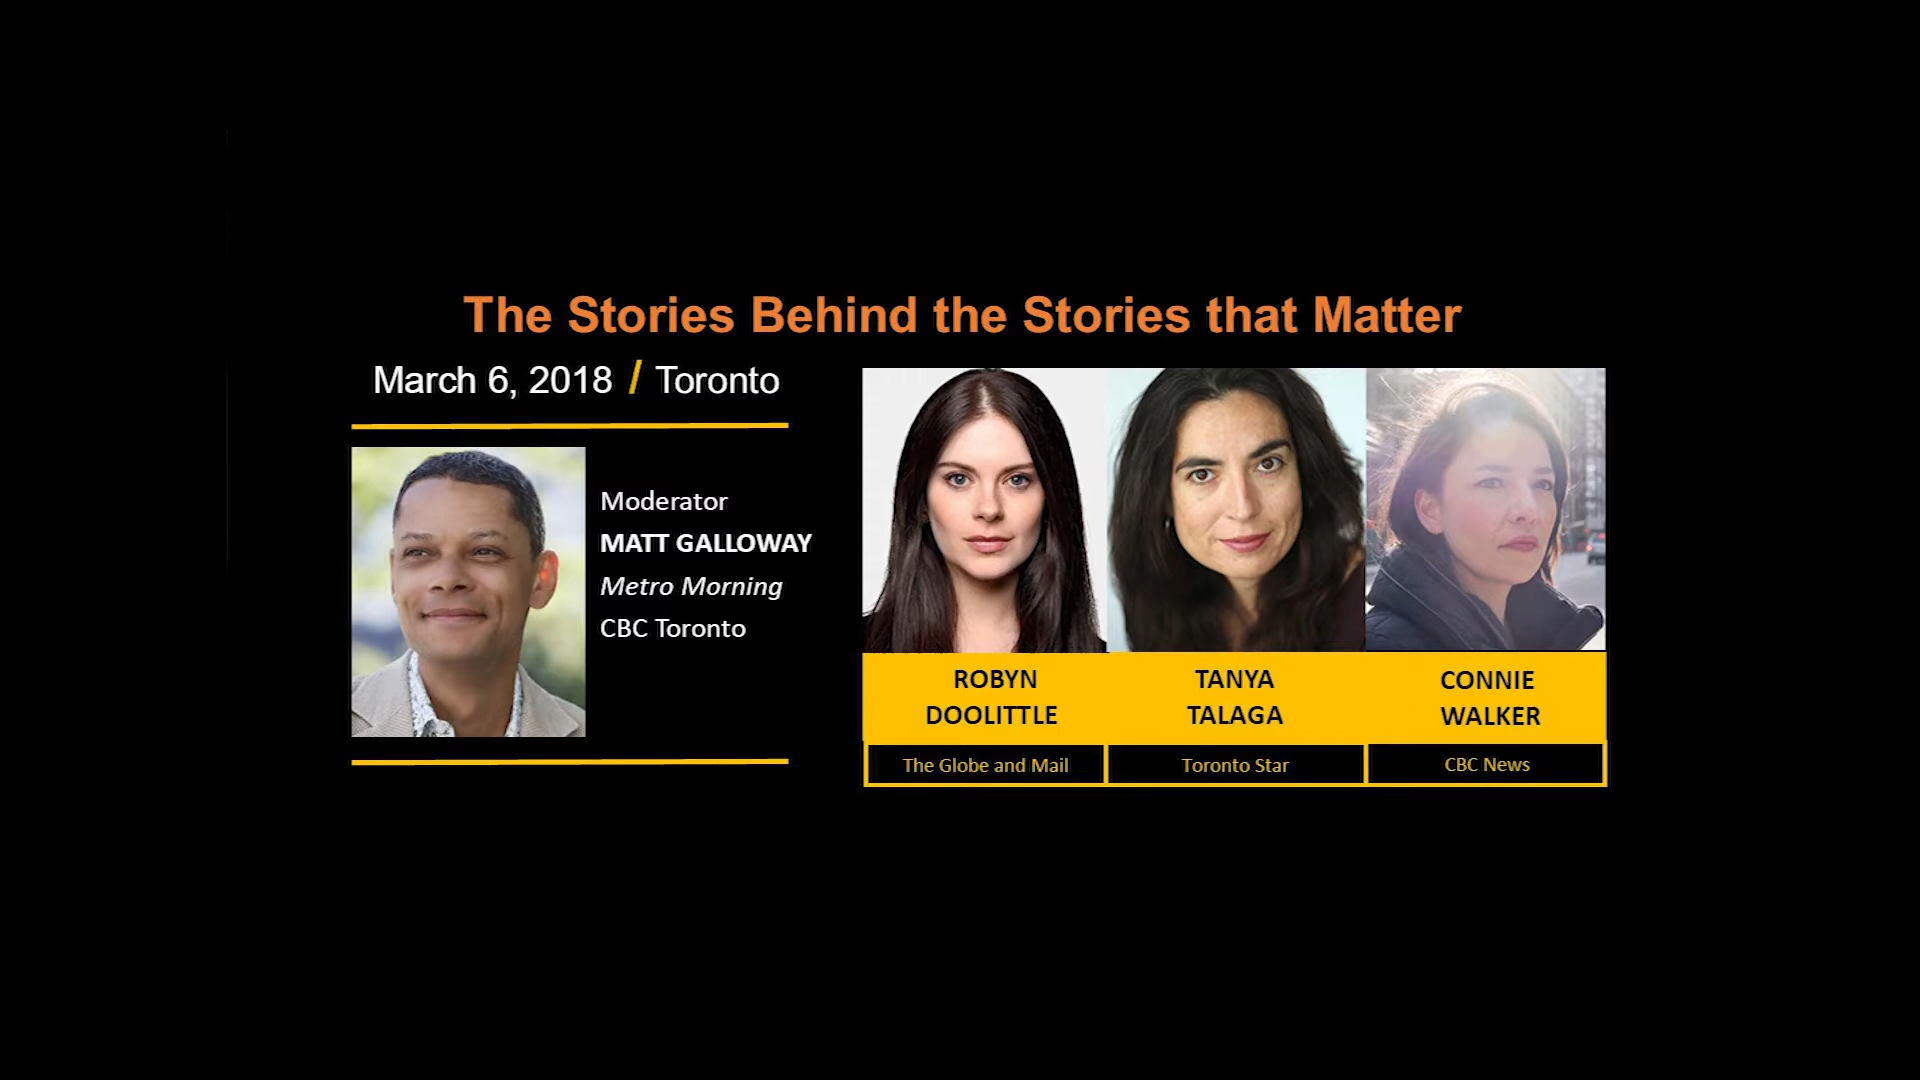 The Stories Behind the Stories that Matter
March 6, 2018 / Toronto
Moderator
MATT GALLOWAY
Metro Morning
CBC Toronto
ROBYN
DOOLITTLE
The Globe and Mail
TANYA
TALAGA
Toronto Star
CONNIE
WALKER
CBC News